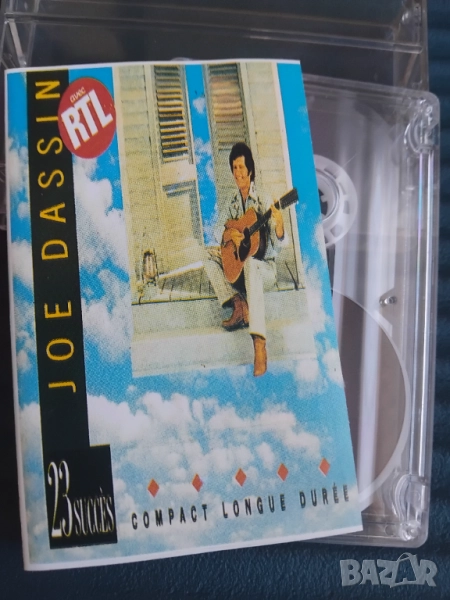 JOE DASSIN
avec
RTL
23 SUCCÈS
COMPACT LONGUE DURÉE
BAZAR